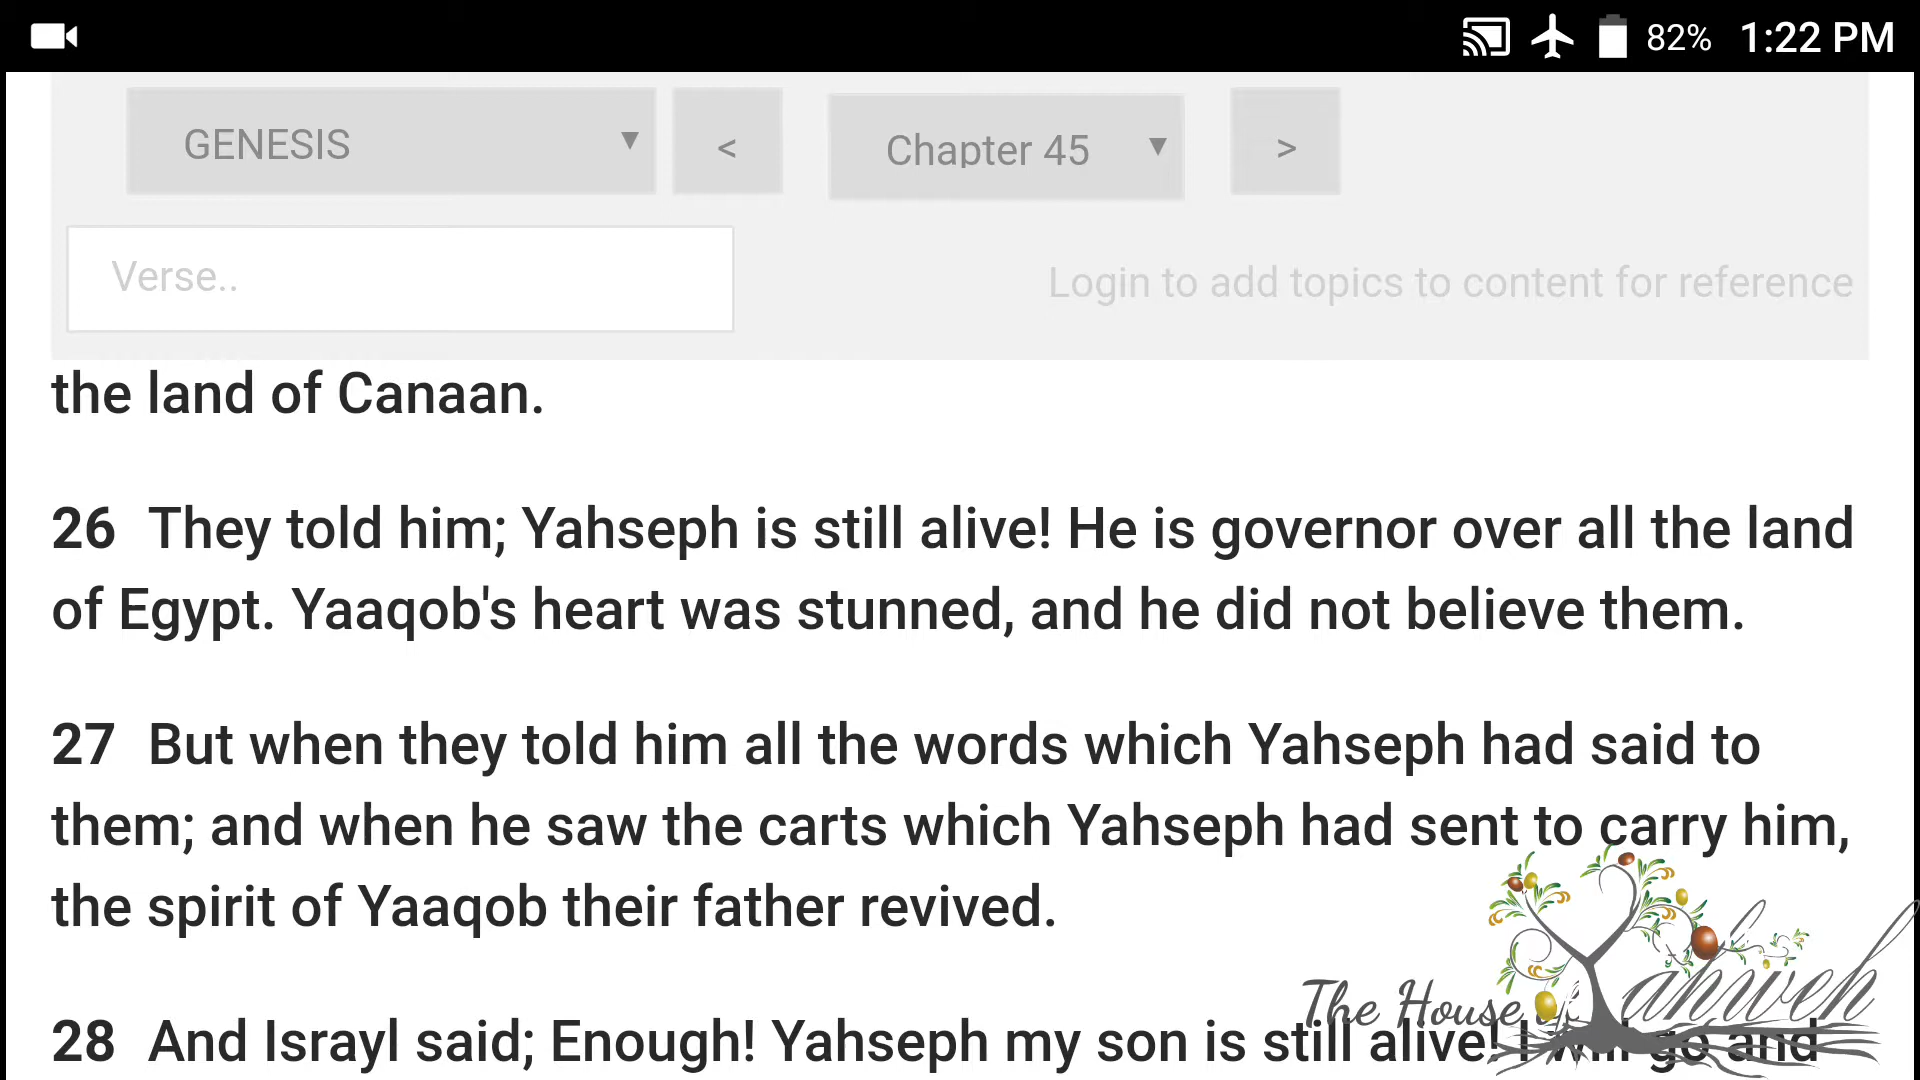 82% 1:22 PM
GENESIS ▼ < Chapter 45 ▼ >
Verse..
Login to add topics to content for reference
the land of Canaan.
26 They told him; Yahseph is still alive! He is governor over all the land
of Egypt. Yaaqob's heart was stunned, and he did not believe them.
27 But when they told him all the words which Yahseph had said to
them; and when he saw the carts which Yahseph had sent to carry him,
the spirit of Yaaqob their father revived.
The House of Yahweh
28 And Israyl said; Enough! Yahseph my son is still alive! I will go and